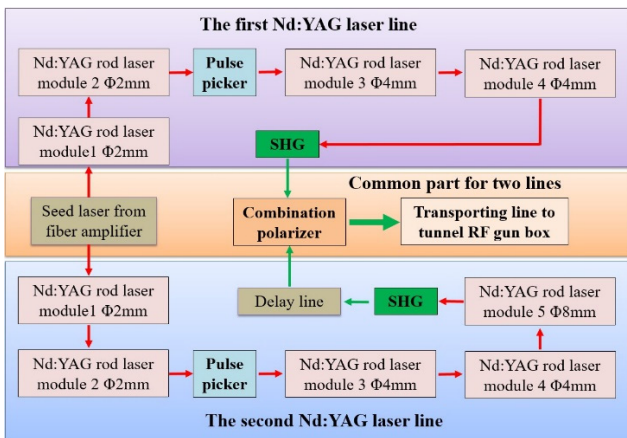 The first Nd:YAG laser line
Nd:YAG rod laser
module 2 Φ2mm
Pulse
picker
Nd:YAG rod laser
module 3 Φ4mm
Nd:YAG rod laser
module 4 Φ4mm
Nd:YAG rod laser
module1 Φ2mm
SHG
Common part for two lines
Seed laser from
fiber amplifier
Combination
polarizer
Transporting line to
tunnel RF gun box
Nd:YAG rod laser
module1 Φ2mm
Delay line
SHG
Nd:YAG rod laser
module 5 Φ8mm
Nd:YAG rod laser
module 2 Φ2mm
Pulse
picker
Nd:YAG rod laser
module 3 Φ4mm
Nd:YAG rod laser
module 4 Φ4mm
The second Nd:YAG laser line